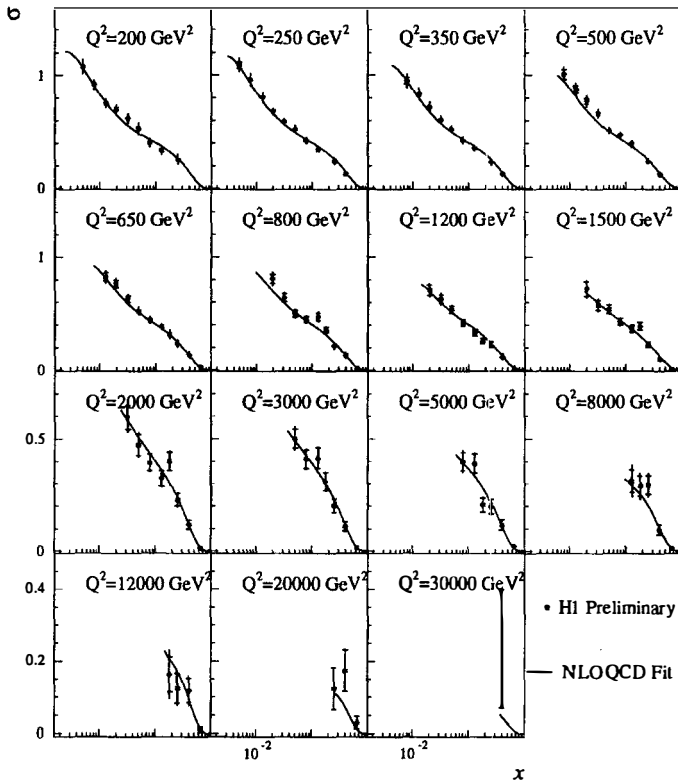 σ
Q²=200 GeV² Q²=250 GeV² Q²=350 GeV² Q²=500 GeV²
1
0
Q²=650 GeV² Q²=800 GeV² Q²=1200 GeV² Q²=1500 GeV²
1
0
Q²=2000 GeV² Q²=3000 GeV² Q²=5000 GeV² Q²=8000 GeV²
0.5
0
Q²=12000 GeV² Q²=20000 GeV² Q²=30000 GeV²
0.4
H1 Preliminary
0.2
NLOQCD Fit
0
10⁻² 10⁻² x